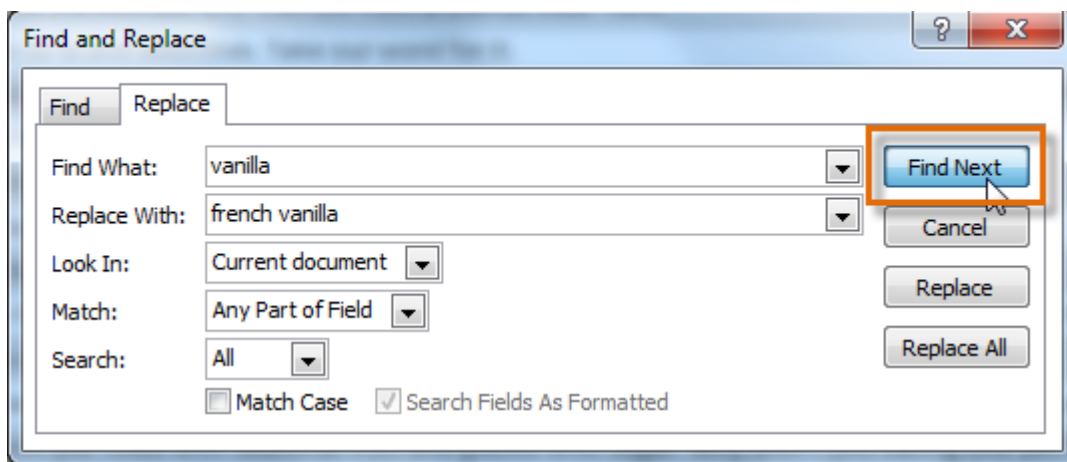 Find and Replace
Find Replace
Find What: vanilla Find Next
Replace With: french vanilla Cancel
Look In: Current document
Match: Any Part of Field Replace
Search: All Replace All
Match Case Search Fields As Formatted